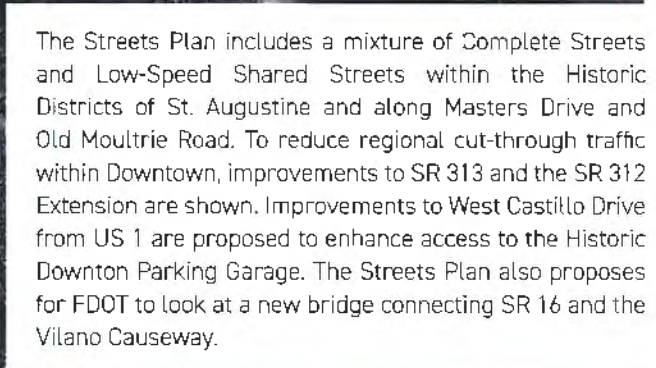 The Streets Plan includes a mixture of Complete Streets
and Low-Speed Shared Streets within the Historic
Districts of St. Augustine and along Masters Drive and
Old Moultrie Road. To reduce regional cut-through traffic
within Downtown, improvements to SR 313 and the SR 312
Extension are shown. Improvements to West Castillo Drive
from US 1 are proposed to enhance access to the Historic
Downton Parking Garage. The Streets Plan also proposes
for FDOT to look at a new bridge connecting SR 16 and the
Vilano Causeway.